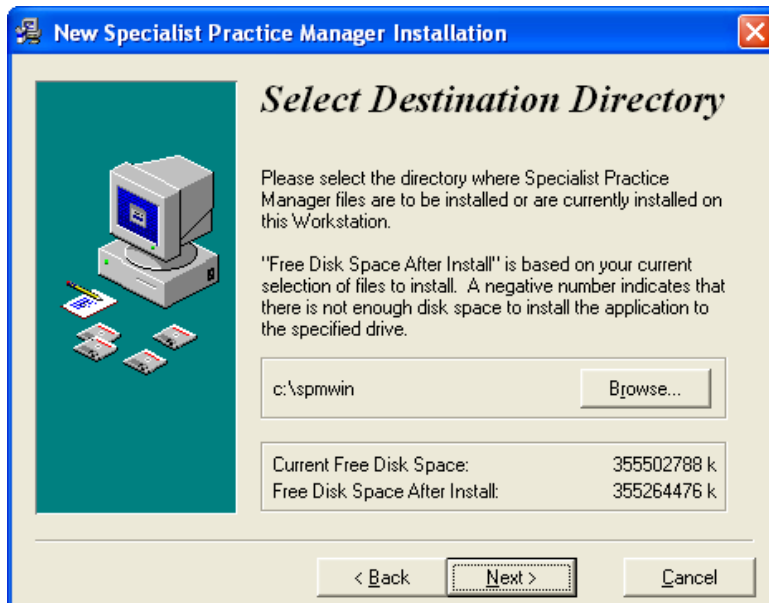 New Specialist Practice Manager Installation
Select Destination Directory
Please select the directory where Specialist Practice
Manager files are to be installed or are currently installed on
this Workstation.
"Free Disk Space After Install" is based on your current
selection of files to install.  A negative number indicates that
there is not enough disk space to install the application to
the specified drive.
c:\spmwin
Browse...
Current Free Disk Space: 355502788 k
Free Disk Space After Install: 355264476 k
< Back
Next >
Cancel